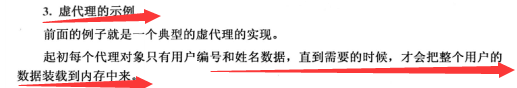 3. 虚代理的示例
前面的例子就是一个典型的虚代理的实现。
起初每个代理对象只有用户编号和姓名数据，直到需要的时候，才会把整个用户的
数据装载到内存中来。